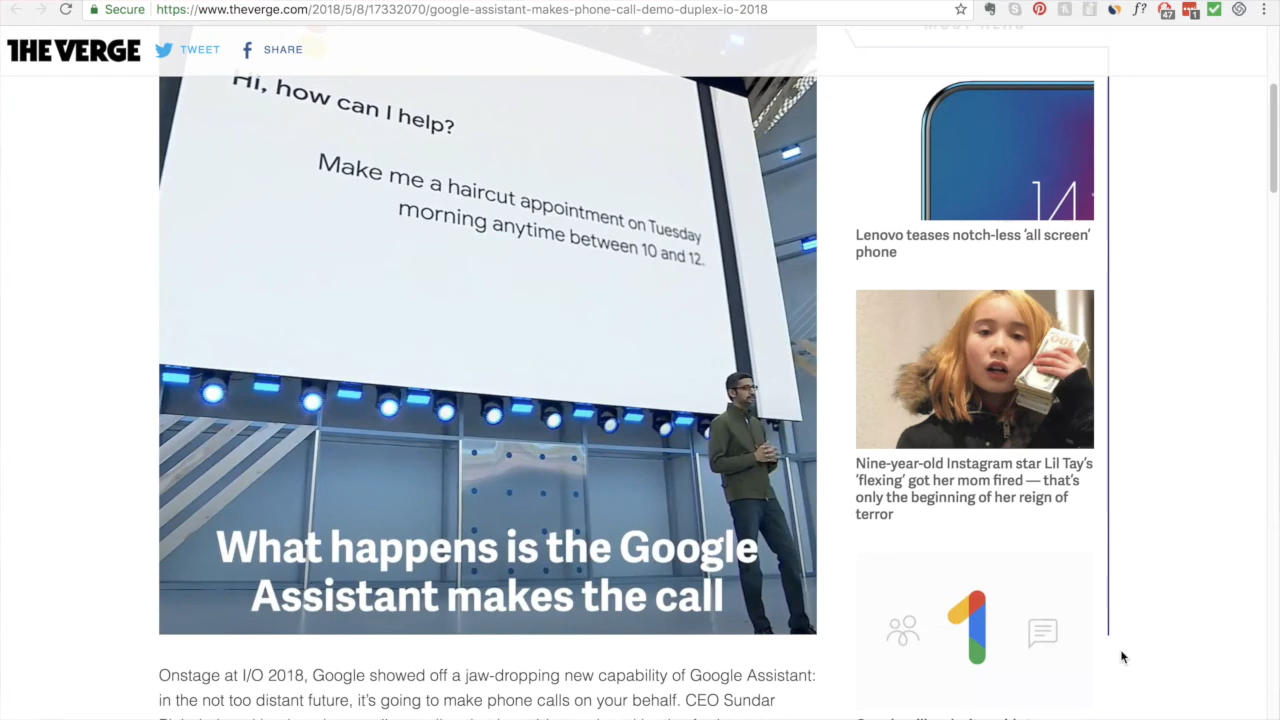 Secure
https://www.theverge.com/2018/5/8/17332070/google-assistant-makes-phone-call-demo-duplex-io-2018
f?
47
1
THE VERGE
TWEET
SHARE
Hi, how can I help?
Make me a haircut appointment on Tuesday
morning anytime between 10 and 12.
What happens is the Google
Assistant makes the call
Onstage at I/O 2018, Google showed off a jaw-dropping new capability of Google Assistant:
in the not too distant future, it’s going to make phone calls on your behalf. CEO Sundar
14
Lenovo teases notch-less ‘all screen’
phone
100
Nine-year-old Instagram star Lil Tay’s
‘flexing’ got her mom fired — that’s
only the beginning of her reign of
terror